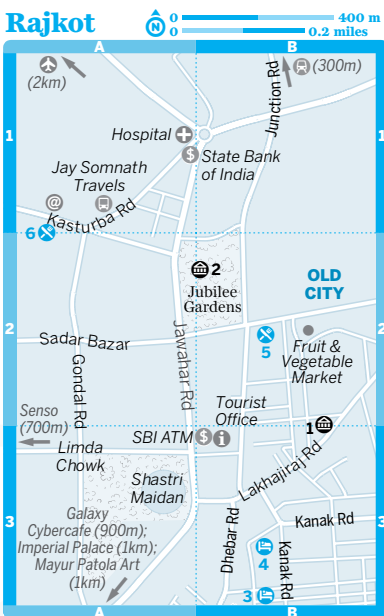 Rajkot
N
0 400 m
0 0.2 miles
A B
(2km)
(300m)
Junction Rd
1 1
Hospital
State Bank
of India
Jay Somnath
Travels
@
Kasturba Rd
6
2
Jubilee
Gardens
OLD
CITY
2 2
Sadar Bazar
5
Fruit &
Vegetable
Market
Jawahar Rd
Gondal Rd
Senso
(700m)
Tourist
Office
1
SBI ATM
$
i
Limda
Chowk
Lakhajiraj Rd
Shastri
Maidan
3 3
Galaxy
Cybercafe (900m);
Imperial Palace (1km);
Mayur Patola Art
(1km)
Dhebar Rd
Kanak Rd
4
Kanak Rd
3
$
A B